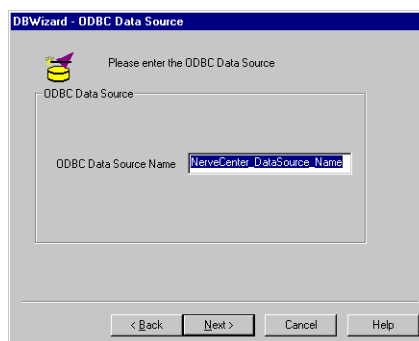 DBWizard - ODBC Data Source
Please enter the ODBC Data Source
ODBC Data Source
ODBC Data Source Name NerveCenter_DataSource_Name
< Back Next > Cancel Help